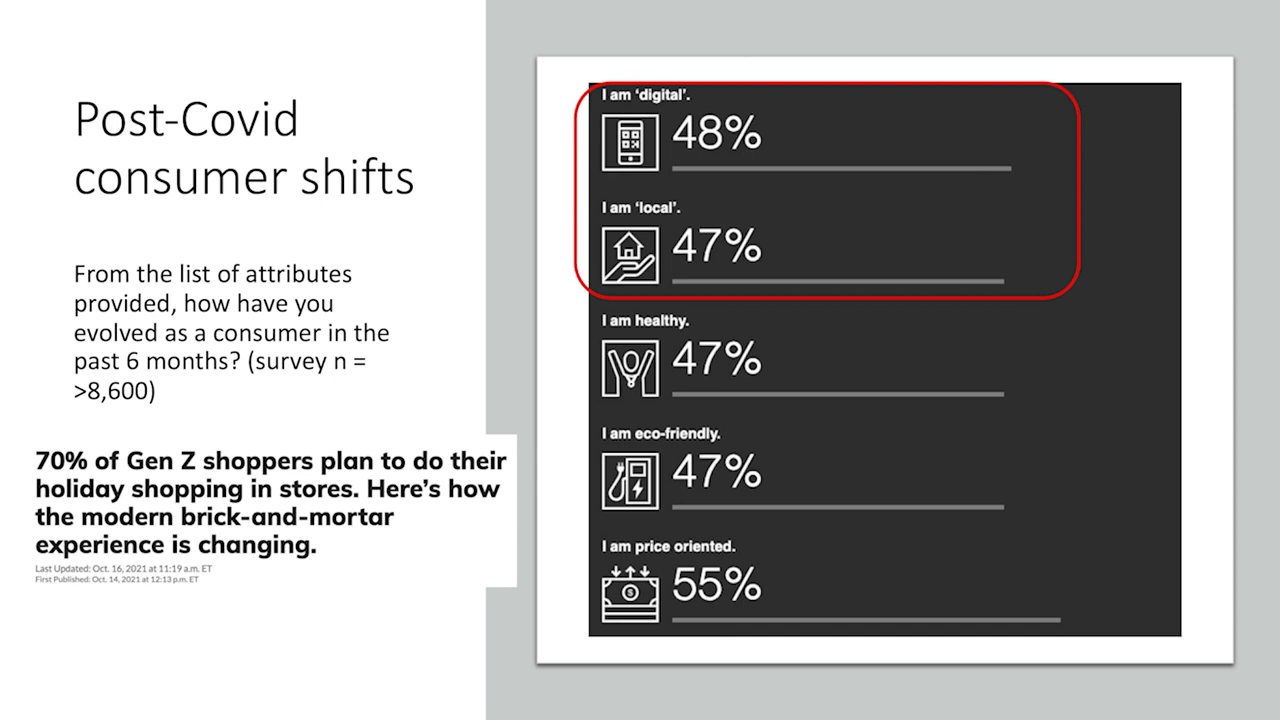 Post-Covid
consumer shifts
From the list of attributes
provided, how have you
evolved as a consumer in the
past 6 months? (survey n =
>8,600)
70% of Gen Z shoppers plan to do their
holiday shopping in stores. Here’s how
the modern brick-and-mortar
experience is changing.
Last Updated: Oct. 16, 2021 at 11:19 a.m. ET
First Published: Oct. 14, 2021 at 12:13 p.m. ET
I am ‘digital’.
48%
I am ‘local’.
47%
I am healthy.
47%
I am eco-friendly.
47%
I am price oriented.
55%